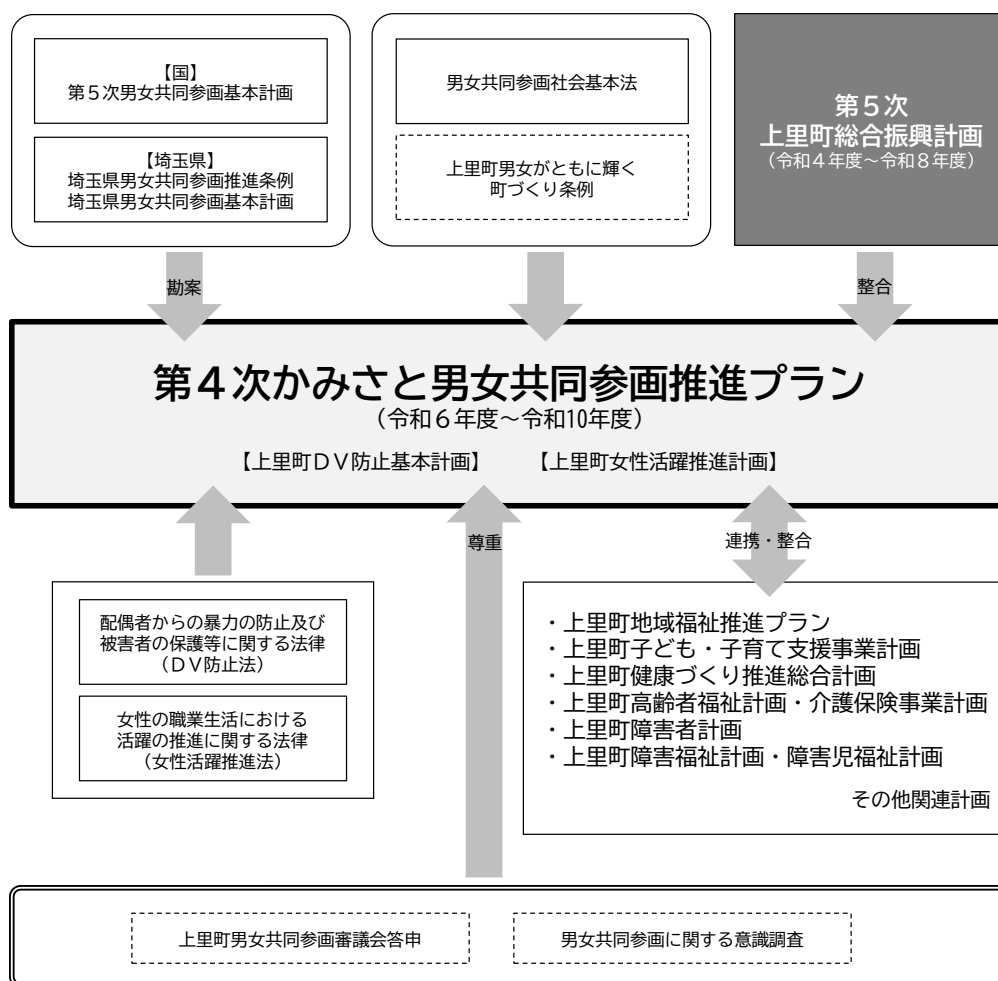 【国】
第５次男女共同参画基本計画
【埼玉県】
埼玉県男女共同参画推進条例
埼玉県男女共同参画基本計画
男女共同参画社会基本法
上里町男女がともに輝く
町づくり条例
第５次
上里町総合振興計画
（令和４年度～令和８年度）
勘案
整合
第４次かみさと男女共同参画推進プラン
（令和６年度～令和10年度）
【上里町ＤＶ防止基本計画】　【上里町女性活躍推進計画】
尊重
連携・整合
配偶者からの暴力の防止及び
被害者の保護等に関する法律
（ＤＶ防止法）
女性の職業生活における
活躍の推進に関する法律
（女性活躍推進法）
・上里町地域福祉推進プラン
・上里町子ども・子育て支援事業計画
・上里町健康づくり推進総合計画
・上里町高齢者福祉計画・介護保険事業計画
・上里町障害者計画
・上里町障害福祉計画・障害児福祉計画
その他関連計画
上里町男女共同参画審議会答申
男女共同参画に関する意識調査